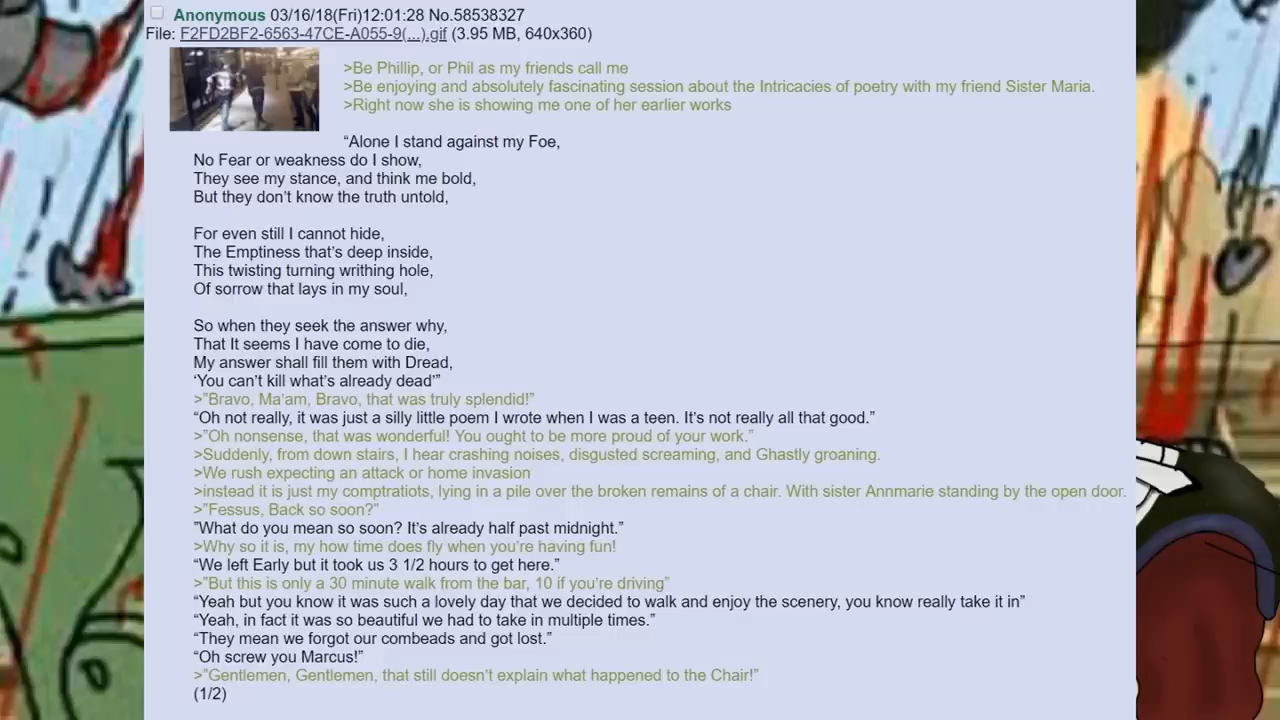 Anonymous 03/16/18(Fri)12:01:28 No.58538327
File: F2FD2BF2-6563-47CE-A055-9(...).gif (3.95 MB, 640x360)
>Be Phillip, or Phil as my friends call me
>Be enjoying and absolutely fascinating session about the Intricacies of poetry with my friend Sister Maria.
>Right now she is showing me one of her earlier works
“Alone I stand against my Foe,
No Fear or weakness do I show,
They see my stance, and think me bold,
But they don’t know the truth untold,
For even still I cannot hide,
The Emptiness that’s deep inside,
This twisting turning writhing hole,
Of sorrow that lays in my soul,
So when they seek the answer why,
That It seems I have come to die,
My answer shall fill them with Dread,
‘You can’t kill what’s already dead’”
>”Bravo, Ma’am, Bravo, that was truly splendid!”
“Oh not really, it was just a silly little poem I wrote when I was a teen. It’s not really all that good.”
>”Oh nonsense, that was wonderful! You ought to be more proud of your work.”
>Suddenly, from down stairs, I hear crashing noises, disgusted screaming, and Ghastly groaning.
>We rush expecting an attack or home invasion
>instead it is just my comptratiots, lying in a pile over the broken remains of a chair. With sister Annmarie standing by the open door.
>”Fessus, Back so soon?”
”What do you mean so soon? It’s already half past midnight.”
>Why so it is, my how time does fly when you’re having fun!
“We left Early but it took us 3 1/2 hours to get here.”
>”But this is only a 30 minute walk from the bar, 10 if you’re driving”
“Yeah but you know it was such a lovely day that we decided to walk and enjoy the scenery, you know really take it in”
“Yeah, in fact it was so beautiful we had to take in multiple times.”
“They mean we forgot our combeads and got lost.”
“Oh screw you Marcus!”
>”Gentlemen, Gentlemen, that still doesn’t explain what happened to the Chair!”
(1/2)